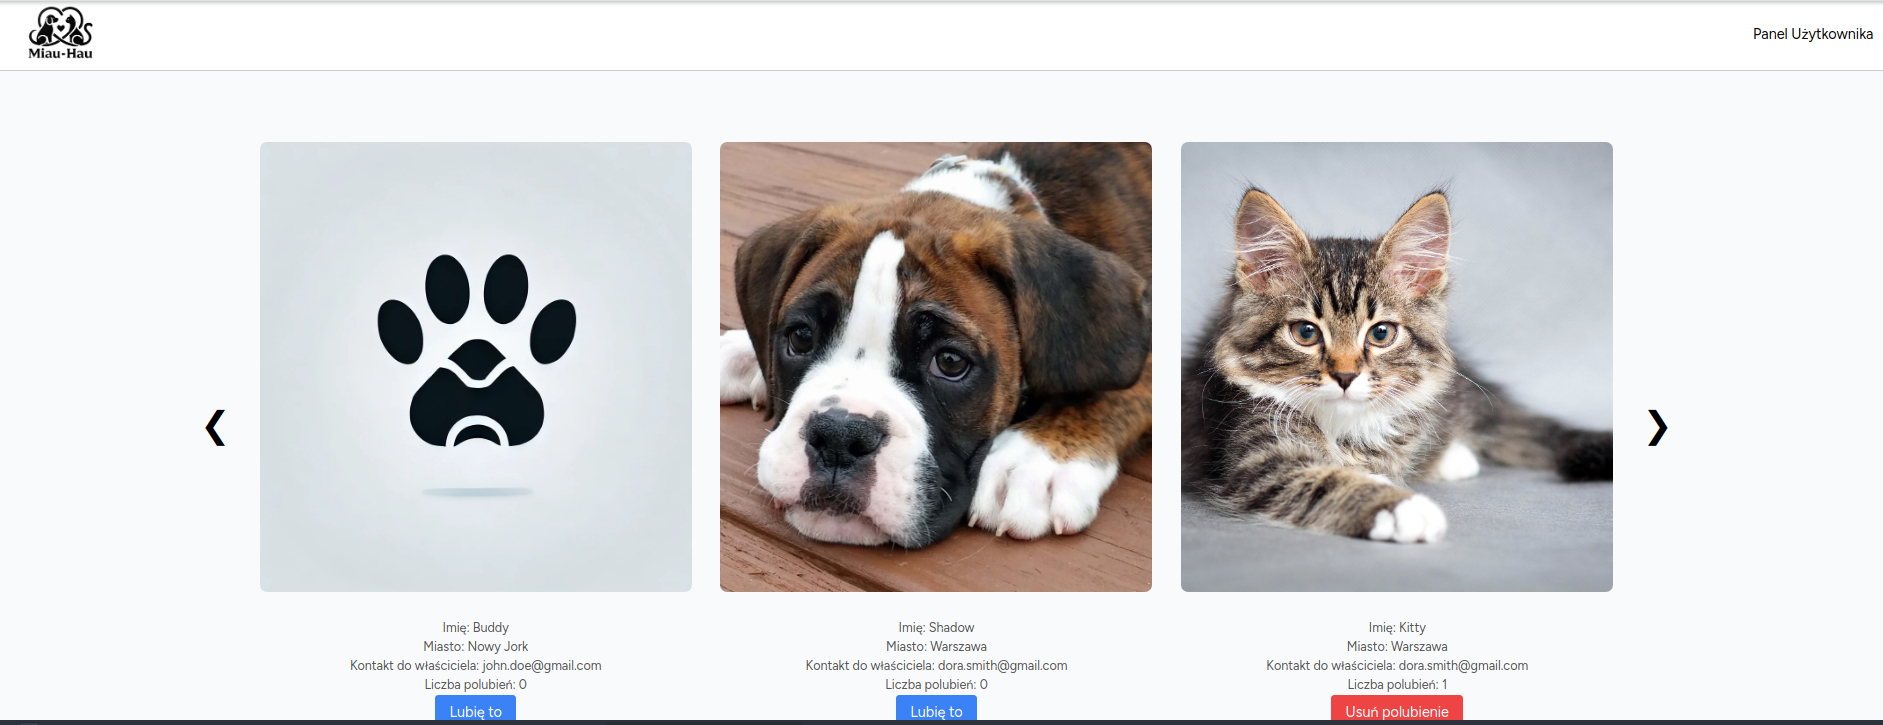 Miau-Hau
Panel Użytkownika
❮
❯
Imię: Buddy
Miasto: Nowy Jork
Kontakt do właściciela: john.doe@gmail.com
Liczba polubień: 0
Lubię to
Imię: Shadow
Miasto: Warszawa
Kontakt do właściciela: dora.smith@gmail.com
Liczba polubień: 0
Lubię to
Imię: Kitty
Miasto: Warszawa
Kontakt do właściciela: dora.smith@gmail.com
Liczba polubień: 1
Usuń polubienie